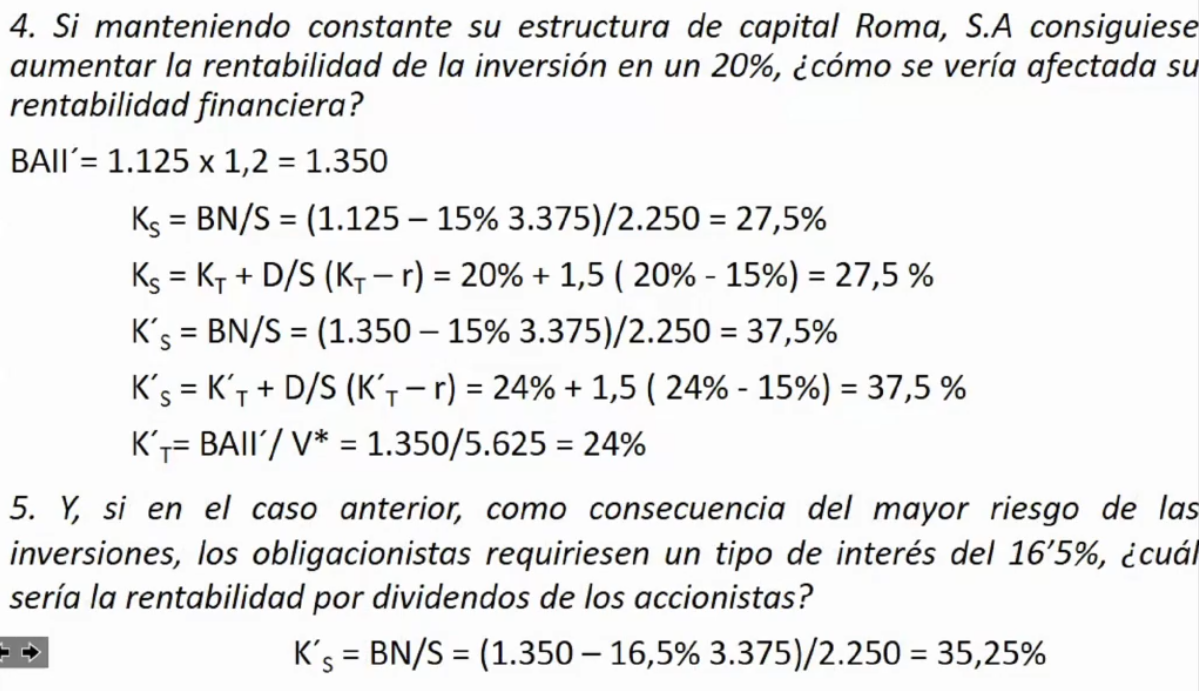 4. Si manteniendo constante su estructura de capital Roma, S.A consiguiese
aumentar la rentabilidad de la inversión en un 20%, ¿cómo se vería afectada su
rentabilidad financiera?
BAII´= 1.125 x 1,2 = 1.350
K_S = BN/S = (1.125 – 15% 3.375)/2.250 = 27,5%
K_S = K_T + D/S (K_T – r) = 20% + 1,5 ( 20% - 15%) = 27,5 %
K´_S = BN/S = (1.350 – 15% 3.375)/2.250 = 37,5%
K´_S = K´_T + D/S (K´_T – r) = 24% + 1,5 ( 24% - 15%) = 37,5 %
K´_T= BAII´/ V* = 1.350/5.625 = 24%
5. Y, si en el caso anterior, como consecuencia del mayor riesgo de las
inversiones, los obligacionistas requiriesen un tipo de interés del 16’5%, ¿cuál
sería la rentabilidad por dividendos de los accionistas?
K´_S = BN/S = (1.350 – 16,5% 3.375)/2.250 = 35,25%